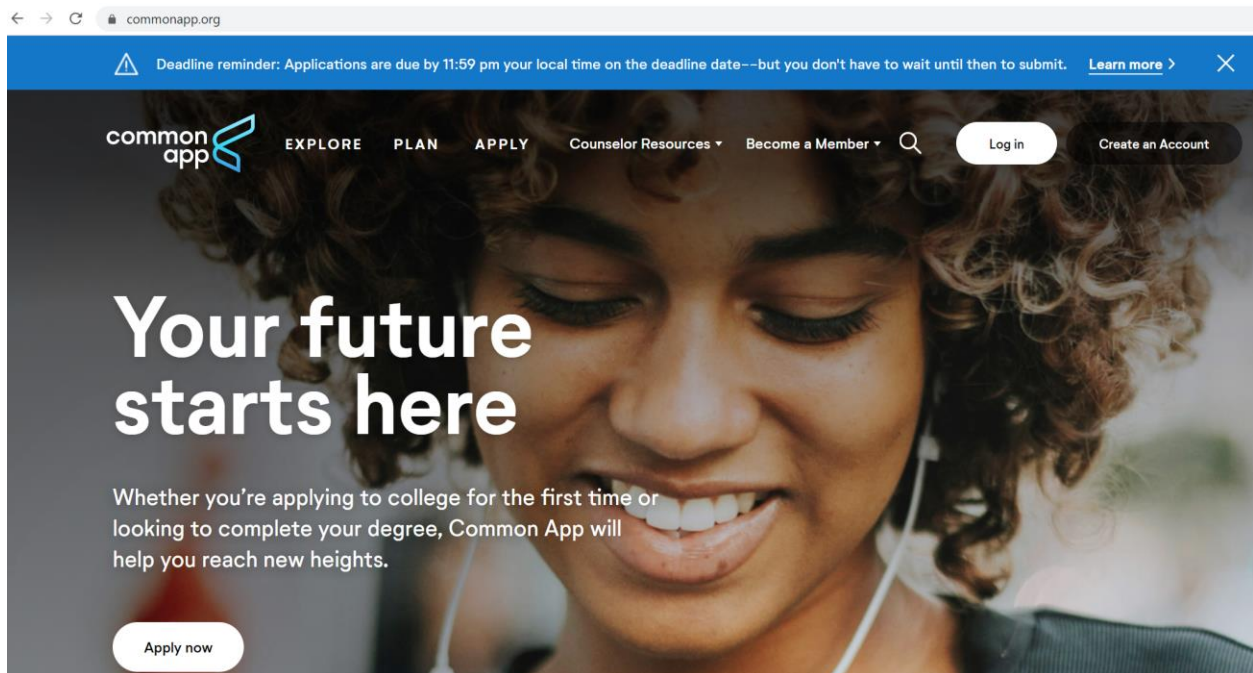 commonapp.org
Deadline reminder: Applications are due by 11:59 pm your local time on the deadline date--but you don't have to wait until then to submit. Learn more >
common app EXPLORE PLAN APPLY Counselor Resources Become a Member Log in Create an Account
Your future
starts here
Whether you're applying to college for the first time or
looking to complete your degree, Common App will
help you reach new heights.
Apply now